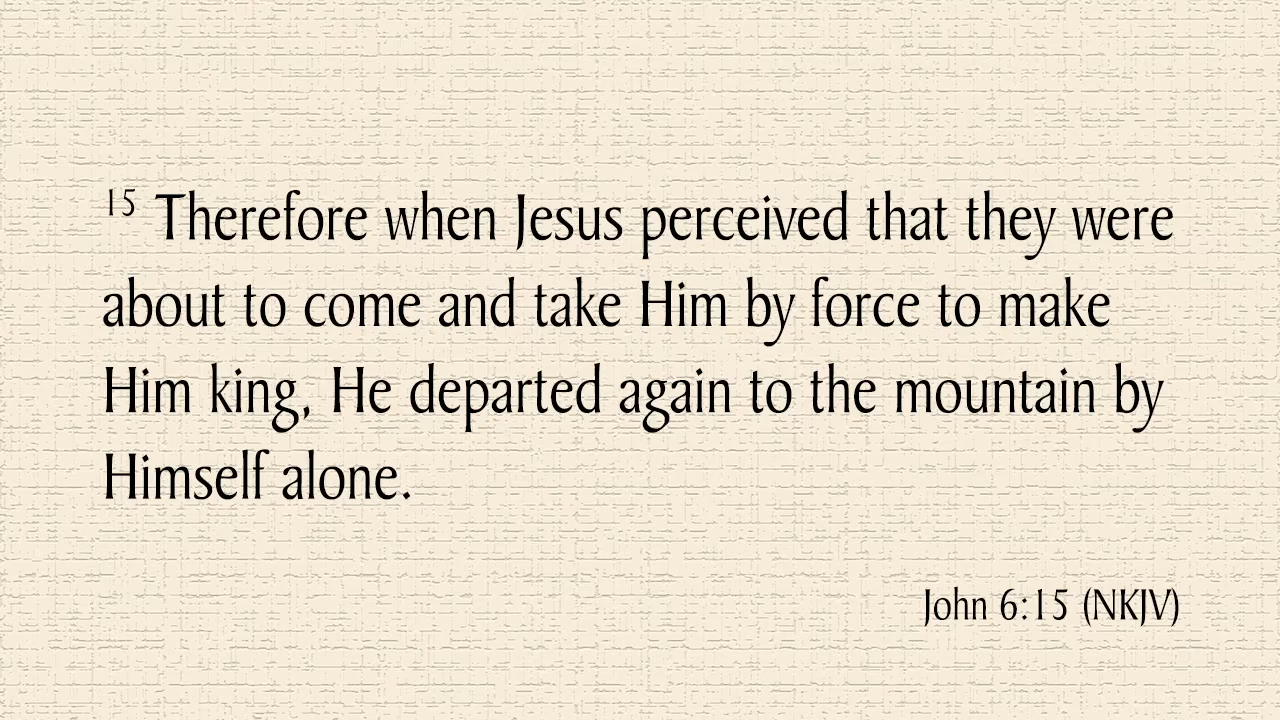 15 Therefore when Jesus perceived that they were
about to come and take Him by force to make
Him king, He departed again to the mountain by
Himself alone.
John 6:15 (NKJV)